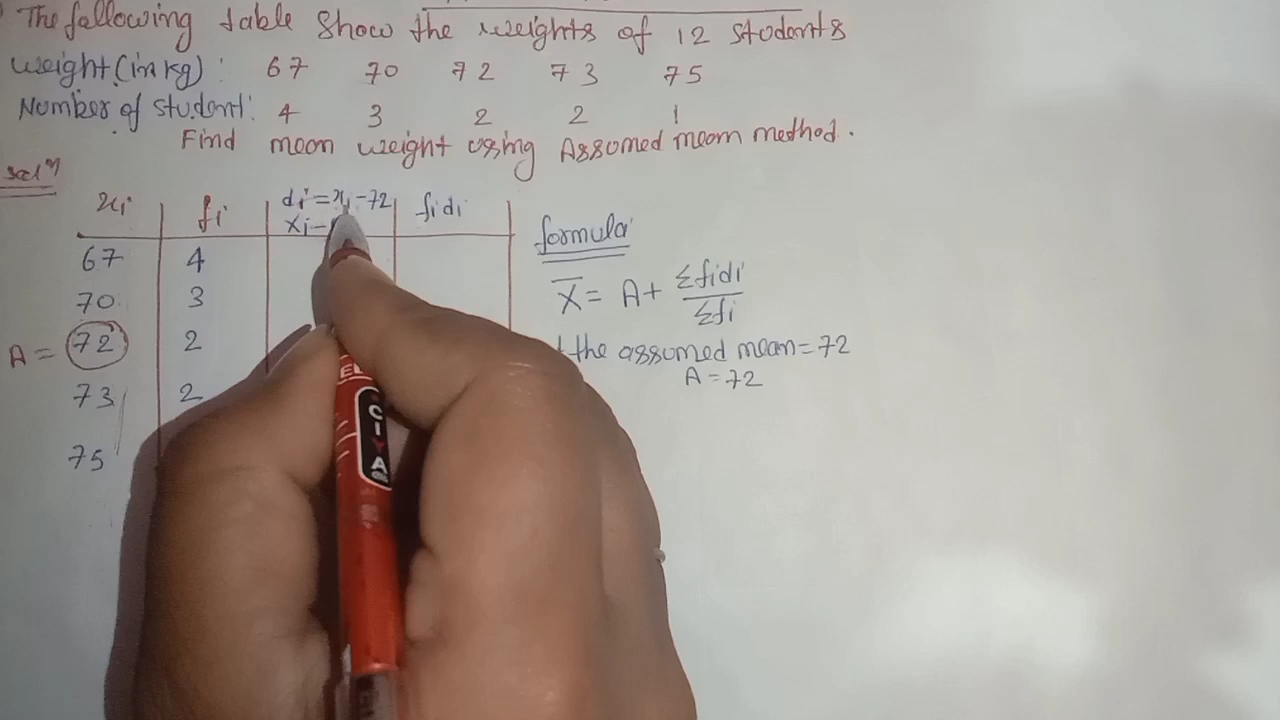 The following table show the weights of 12 students
Weight (in kg) : 67 70 72 73 75
Number of student: 4 3 2 2 1
Find mean weight using Assumed mean method.
Solⁿ
xi fi di = xi - 72 fidi
xi -
67 4
70 3
A = 72 2
73 2
75
formula
X̄ = A + Σfidi
Σfi
the assumed mean = 72
A = 72
CIYA